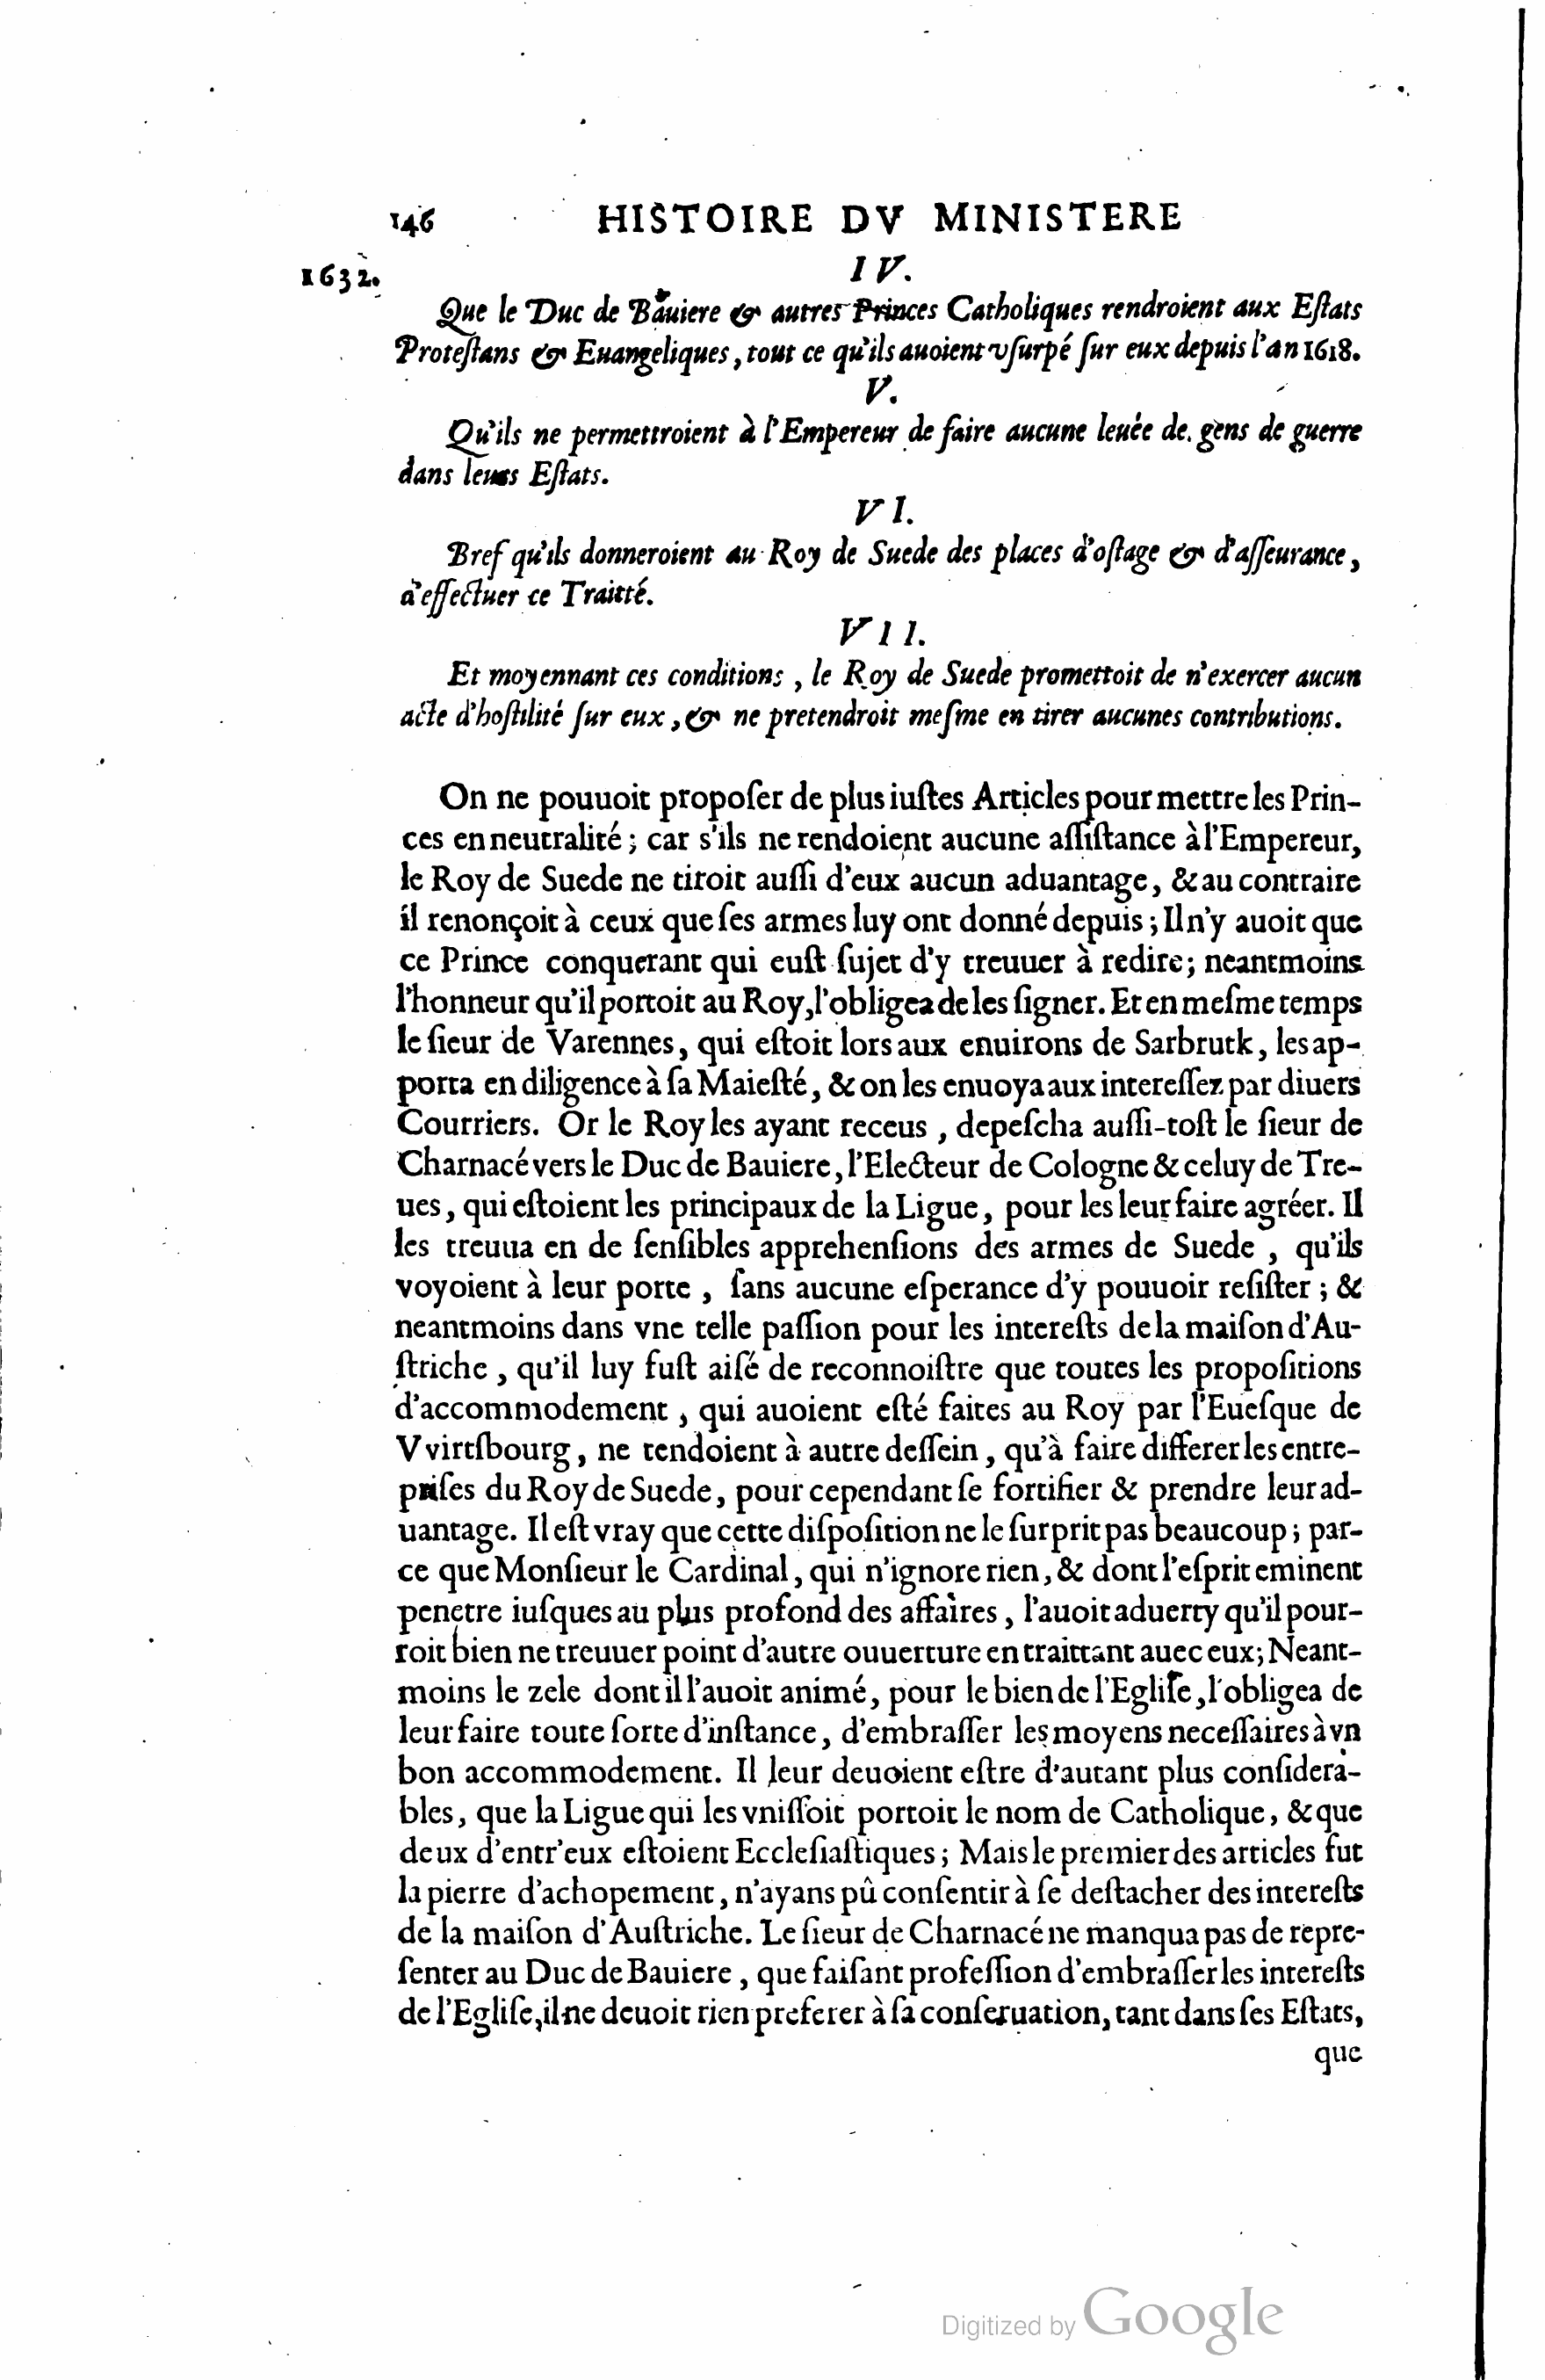 146 HISTOIRE DV MINISTERE
1632. IV.
Que le Duc de Bauiere & autres Princes Catholiques rendroient aux Eſtats
Proteſtans & Euangeliques, tout ce qu'ils auoient vſurpé ſur eux depuis l'an 1618.
V.
Qu'ils ne permettroient à l'Empereur de faire aucune leuée de gens de guerre
dans leurs Eſtats.
VI.
Bref qu'ils donneroient au Roy de Suede des places d'oſtage & d'aſſeurance,
d'effectuer ce Traitté.
VII.
Et moyennant ces conditions, le Roy de Suede promettoit de n'exercer aucun
acte d'hoſtilité ſur eux, & ne pretendroit meſme en tirer aucunes contributions.
On ne pouuoit propoſer de plus iuſtes Articles pour mettre les Prin-
ces en neutralité; car s'ils ne rendoient aucune aſſiſtance à l'Empereur,
le Roy de Suede ne tiroit auſſi d'eux aucun aduantage, & au contraire
il renonçoit à ceux que ſes armes luy ont donné depuis; Il n'y auoit que
ce Prince conquerant qui euſt ſujet d'y treuuer à redire; neantmoins
l'honneur qu'il portoit au Roy, l'obligea de les ſigner. Et en meſme temps
le ſieur de Varennes, qui eſtoit lors aux enuirons de Sarbrutk, les ap-
porta en diligence à ſa Maieſté, & on les enuoya aux intereſſez par diuers
Courriers. Or le Roy les ayant receus, depeſcha auſſi-toſt le ſieur de
Charnacé vers le Duc de Bauiere, l'Electeur de Cologne & celuy de Tre-
ues, qui eſtoient les principaux de la Ligue, pour les leur faire agréer. Il
les treuua en de ſenſibles apprehenſions des armes de Suede, qu'ils
voyoient à leur porte, ſans aucune eſperance d'y pouuoir reſiſter; &
neantmoins dans vne telle paſſion pour les intereſts de la maiſon d'Au-
ſtriche, qu'il luy fuſt aiſé de reconnoiſtre que toutes les propoſitions
d'accommodement, qui auoient eſté faites au Roy par l'Eueſque de
Vvirtſbourg, ne tendoient à autre deſſein, qu'à faire differer les entre-
priſes du Roy de Suede, pour cependant ſe fortifier & prendre leur ad-
uantage. Il eſt vray que cette diſpoſition ne le ſurprit pas beaucoup; par-
ce que Monſieur le Cardinal, qui n'ignore rien, & dont l'eſprit eminent
penetre iuſques au plus profond des affaires, l'auoit aduerty qu'il pour-
roit bien ne treuuer point d'autre ouuerture en traittant auec eux; Neant-
moins le zele dont il l'auoit animé, pour le bien de l'Egliſe, l'obligea de
leur faire toute ſorte d'inſtance, d'embraſſer les moyens neceſſaires à vn
bon accommodement. Il leur deuoient eſtre d'autant plus conſidera-
bles, que la Ligue qui les vniſſoit portoit le nom de Catholique, & que
deux d'entr'eux eſtoient Eccleſiaſtiques; Mais le premier des articles fut
la pierre d'achopement, n'ayans pû conſentir à ſe deſtacher des intereſts
de la maiſon d'Auſtriche. Le ſieur de Charnacé ne manqua pas de repre-
ſenter au Duc de Bauiere, que faiſant profeſſion d'embraſſer les intereſts
de l'Egliſe, il ne deuoit rien preferer à ſa conſeruation, tant dans ſes Eſtats,
que
Digitized by Google